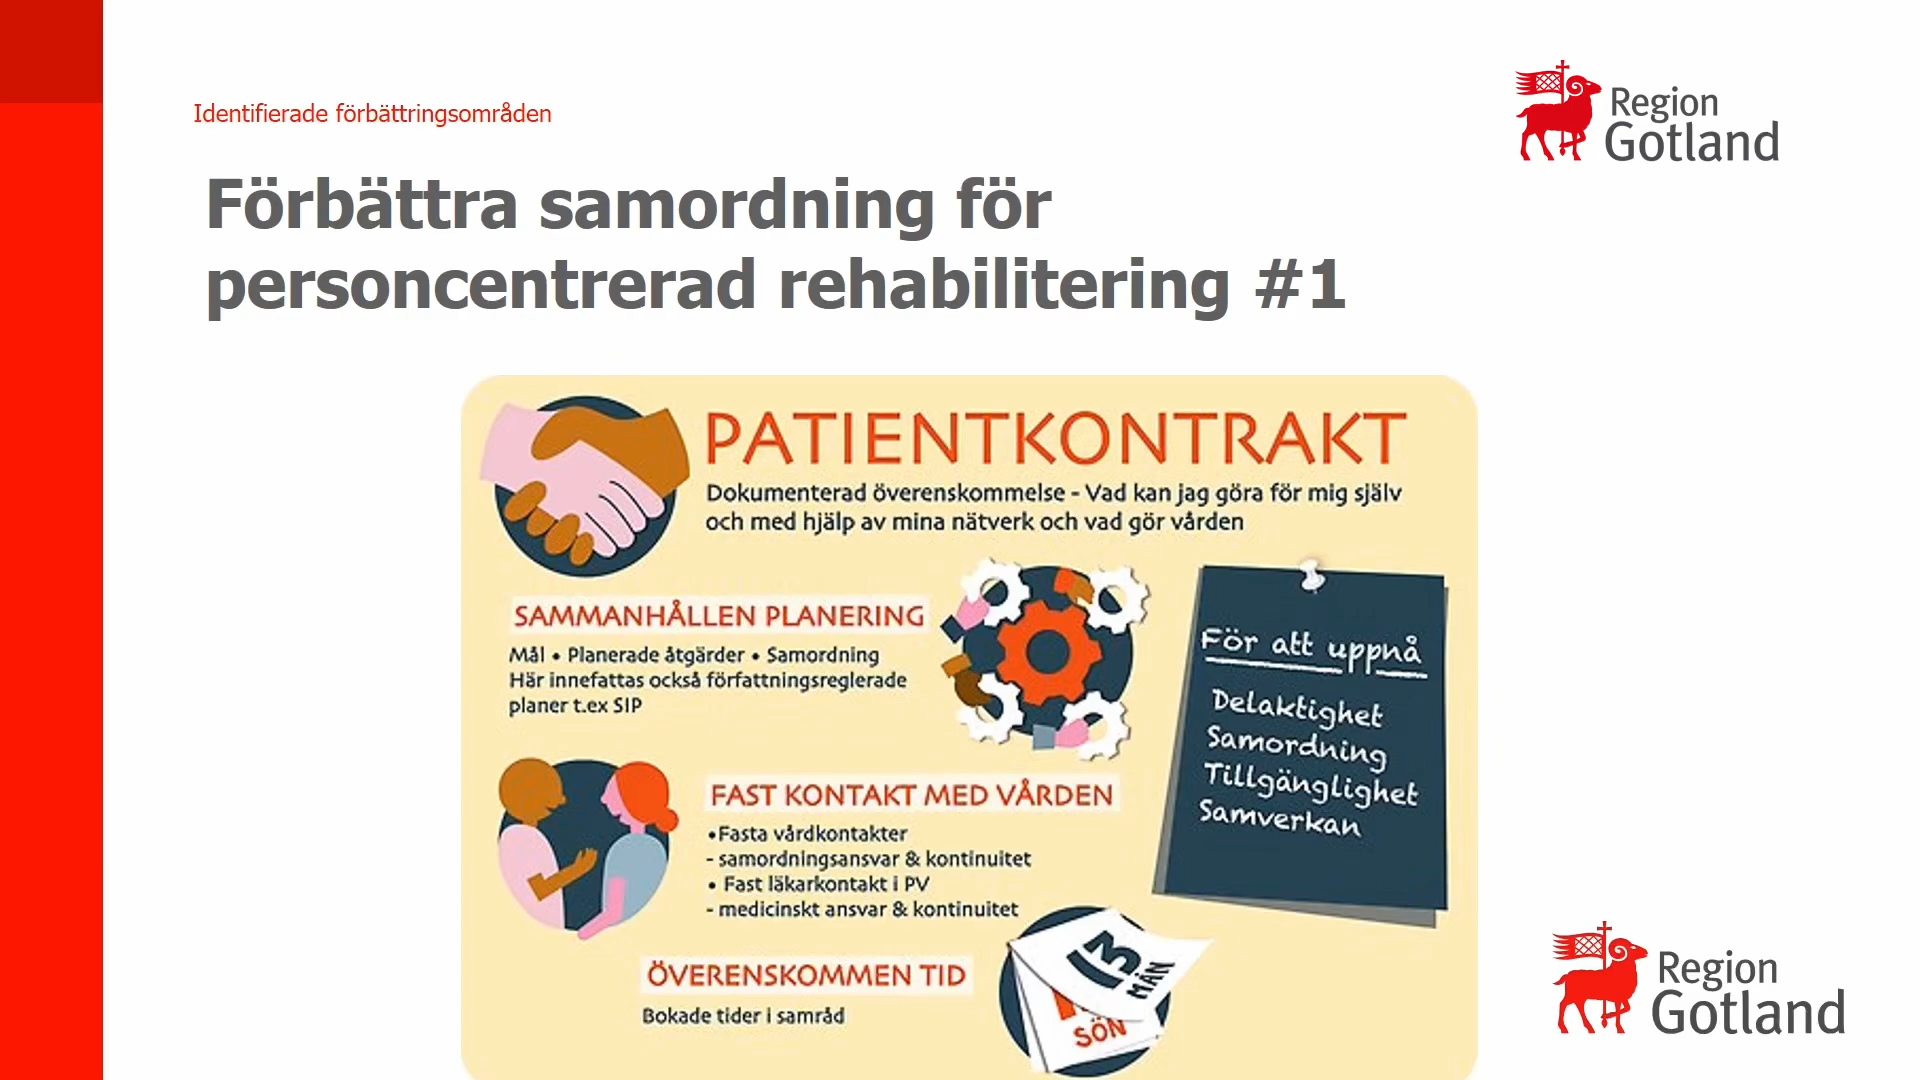 Identifierade förbättringsområden
Region
Gotland
Förbättra samordning för
personcentrerad rehabilitering #1
PATIENTKONTRAKT
Dokumenterad överenskommelse - Vad kan jag göra för mig själv
och med hjälp av mina nätverk och vad gör vården
SAMMANHÅLLEN PLANERING
Mål • Planerade åtgärder • Samordning
Här innefattas också författningsreglerade
planer t.ex SIP
För att uppnå
Delaktighet
Samordning
Tillgänglighet
Samverkan
FAST KONTAKT MED VÅRDEN
•Fasta vårdkontakter
- samordningsansvar & kontinuitet
• Fast läkarkontakt i PV
- medicinskt ansvar & kontinuitet
ÖVERENSKOMMEN TID
Bokade tider i samråd
13
MÅN
SÖN
Region
Gotland